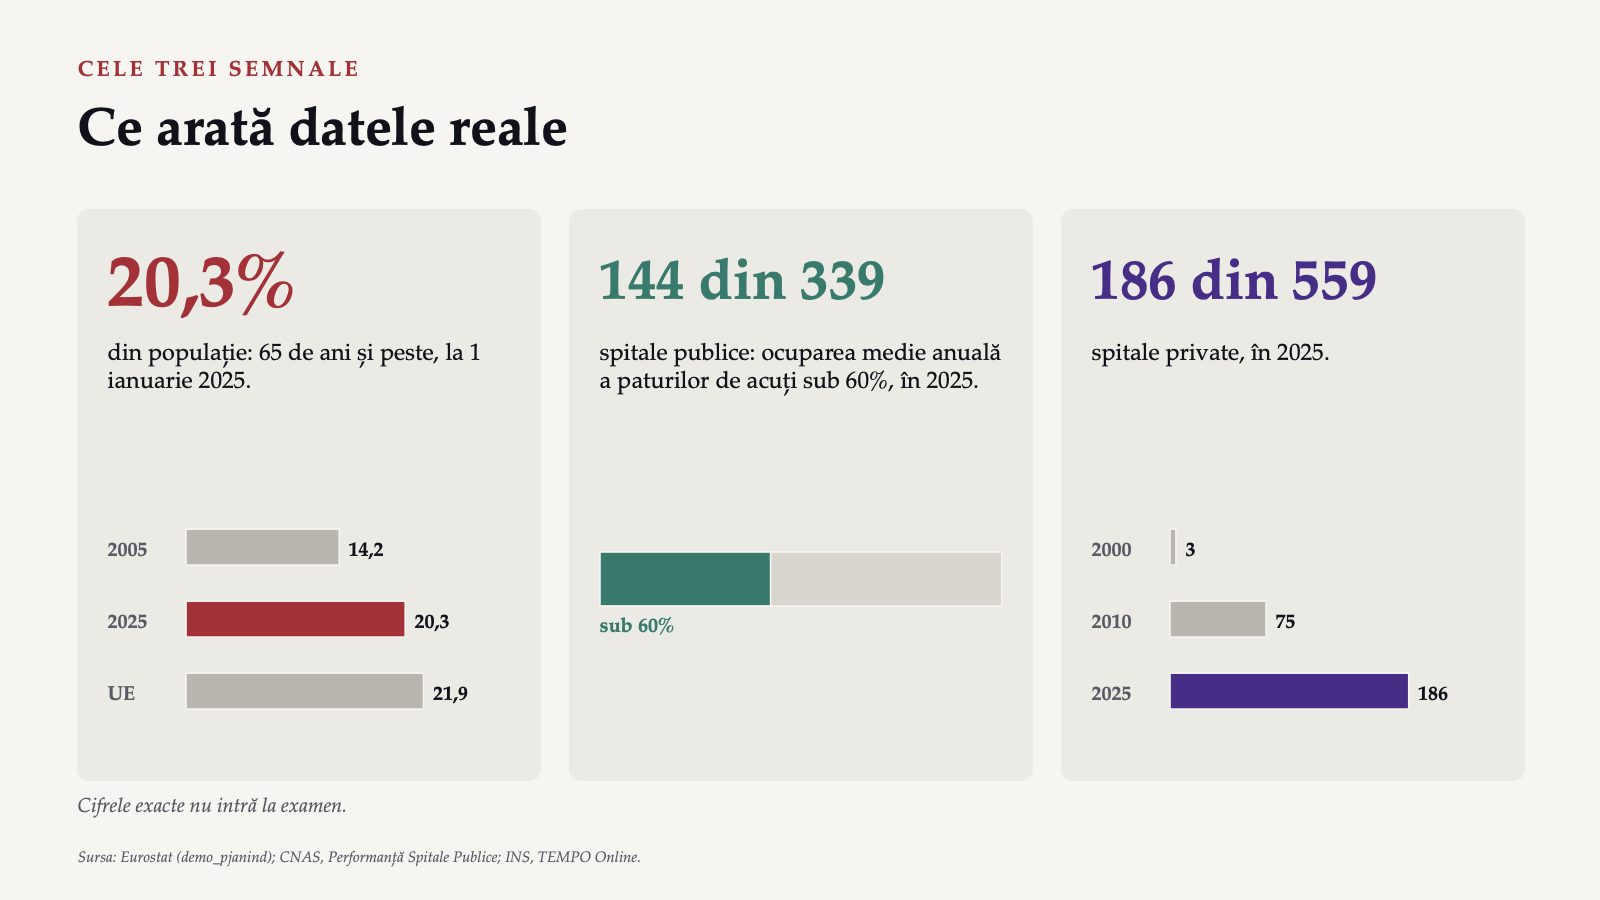 CELE TREI SEMNALE
Ce arată datele reale
20,3%
din populație: 65 de ani și peste, la 1
ianuarie 2025.
2005
14,2
2025
20,3
UE
21,9
144 din 339
spitale publice: ocuparea medie anuală
a paturilor de acuți sub 60%, în 2025.
sub 60%
186 din 559
spitale private, în 2025.
2000
3
2010
75
2025
186
Cifrele exacte nu intră la examen.
Sursa: Eurostat (demo_pjanind); CNAS, Performanță Spitale Publice; INS, TEMPO Online.